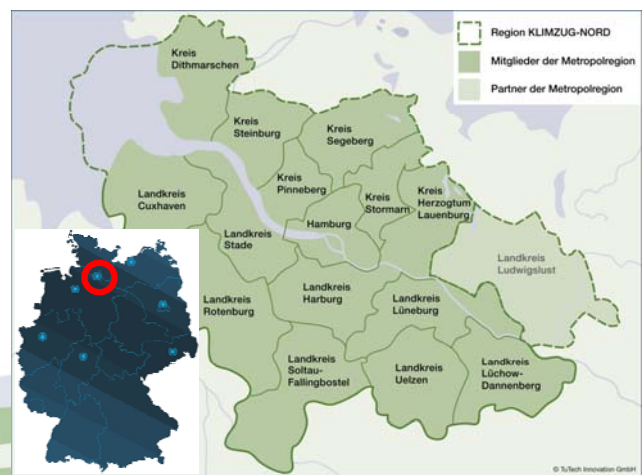 Region KLIMZUG-NORD
Mitglieder der Metropolregion
Partner der Metropolregion
Kreis
Dithmarschen
Kreis
Steinburg
Kreis
Segeberg
Kreis
Pinneberg
Kreis
Stormarn
Kreis
Herzogtum
Lauenburg
Landkreis
Cuxhaven
Landkreis
Stade
Hamburg
Landkreis
Ludwigslust
Landkreis
Rotenburg
Landkreis
Harburg
Landkreis
Lüneburg
Landkreis
Soltau-
Fallingbostel
Landkreis
Uelzen
Landkreis
Lüchow-
Dannenberg
© TuTech Innovation GmbH